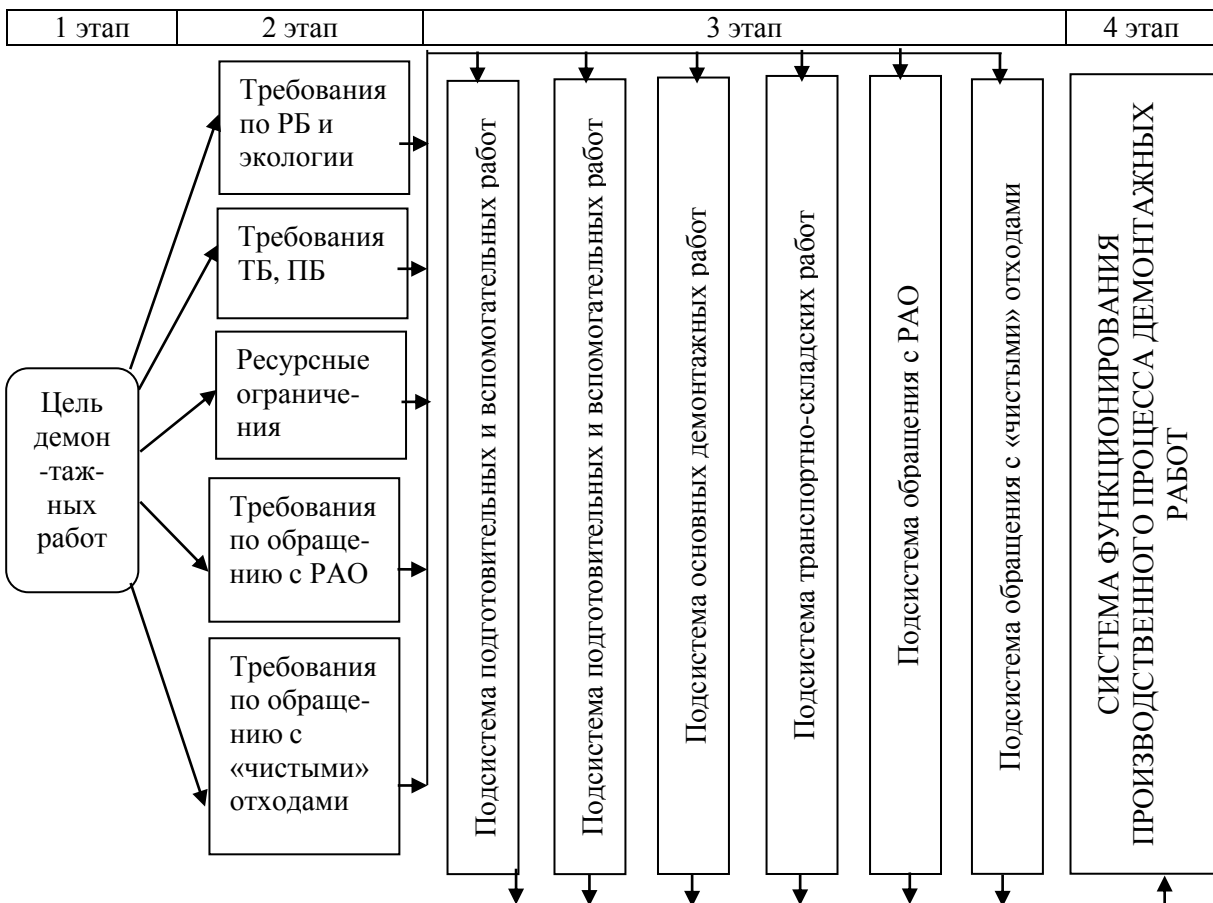 1 этап
2 этап
3 этап
4 этап
Цель
демон
-таж-
ных
работ
Требования
по РБ и
экологии
Требования
ТБ, ПБ
Ресурсные
ограниче-
ния
Требования
по обраще-
нию с РАО
Требования
по обраще-
нию с
«чистыми»
отходами
Подсистема подготовительных и вспомогательных работ
Подсистема подготовительных и вспомогательных работ
Подсистема основных демонтажных работ
Подсистема транспортно-складских работ
Подсистема обращения с РАО
Подсистема обращения с «чистыми» отходами
СИСТЕМА ФУНКЦИОНИРОВАНИЯ
ПРОИЗВОДСТВЕННОГО ПРОЦЕССА ДЕМОНТАЖНЫХ
РАБОТ